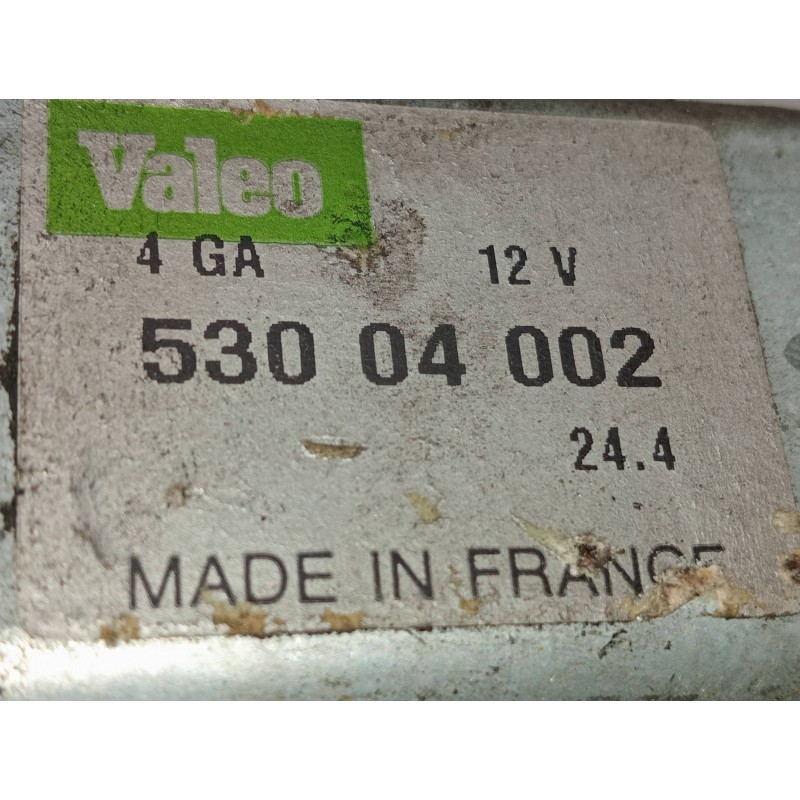 Valeo
4 GA 12 V
530 04 002
24.4
MADE IN FRANCE